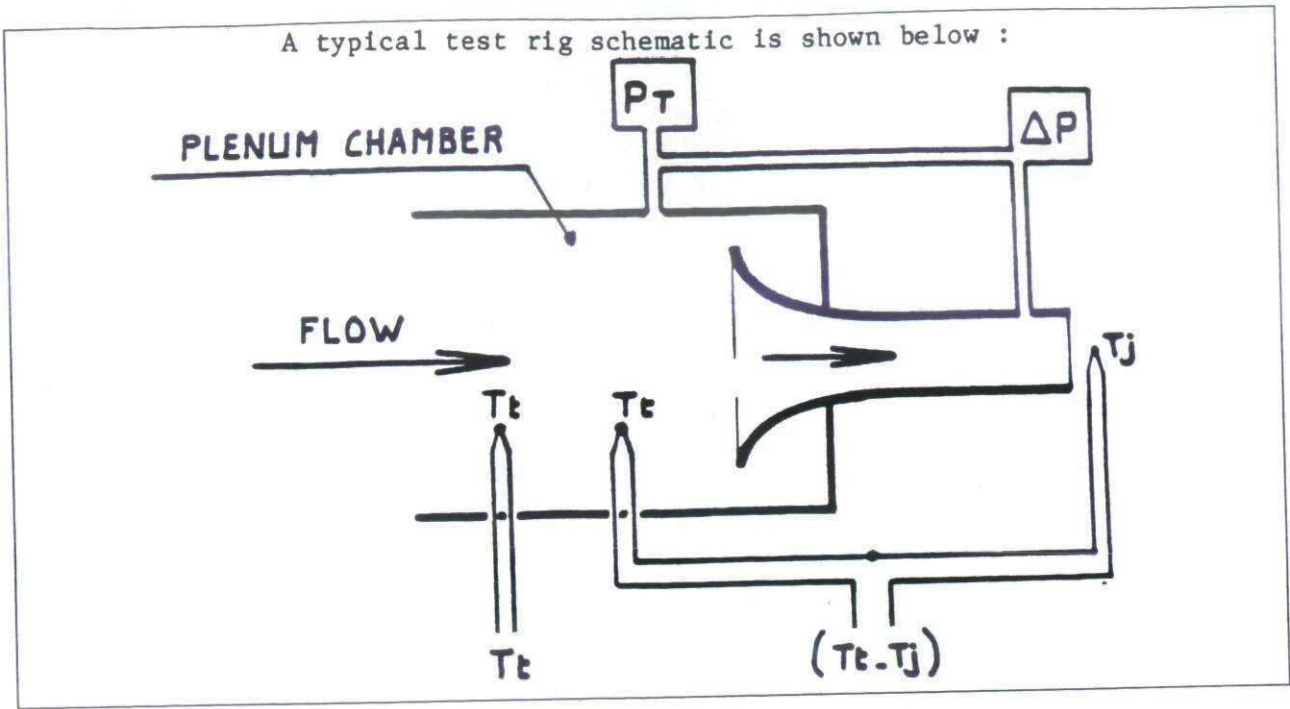 A typical test rig schematic is shown below :
PT
ΔP
PLENUM CHAMBER
FLOW
Tj
Tt
Tt
Tt
(Tt-Tj)